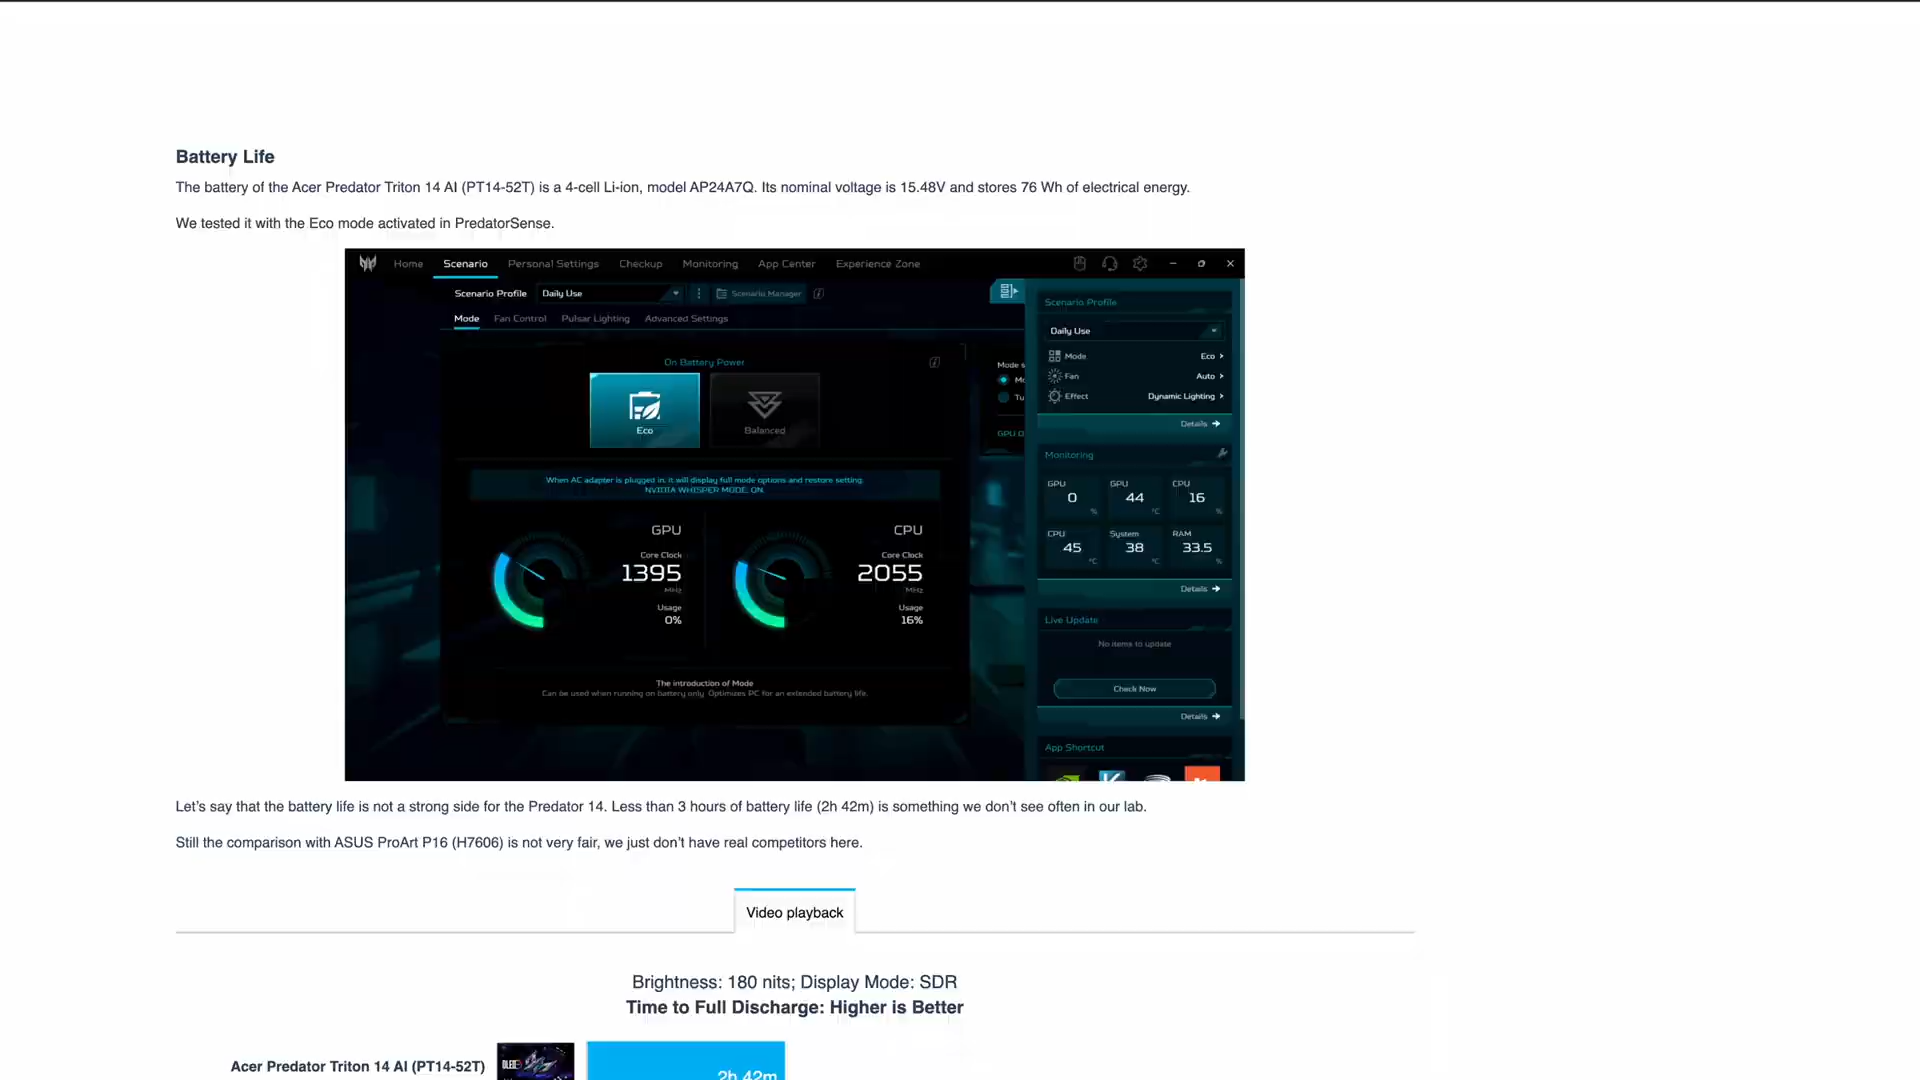 Battery Life
The battery of the Acer Predator Triton 14 AI (PT14-52T) is a 4-cell Li-ion, model AP24A7Q. Its nominal voltage is 15.48V and stores 76 Wh of electrical energy.
We tested it with the Eco mode activated in PredatorSense.
Home Scenario Personal Settings Checkup Monitoring App Center Experience Zone
Scenario Profile Daily Use Scenario Manager
Mode Fan Control Pulsar Lighting Advanced Settings
On Battery Power
Eco Balanced
When AC adapter is plugged in, it will display full mode options and restore setting.
NVIDIA WHISPER MODE: ON
GPU
Core Clock
1395
MHz
Usage
0%
CPU
Core Clock
2055
MHz
Usage
16%
The introduction of Mode
Can be used when running on battery only. Optimizes PC for an extended battery life.
Mode s
Mo
Tu
GPU O
Scenario Profile
Daily Use
Mode Eco
Fan Auto
Effect Dynamic Lighting
Details
Monitoring
GPU GPU CPU
0 44 16
% °C %
CPU System RAM
45 38 33.5
°C °C %
Details
Live Update
No items to update
Check Now
Details
App Shortcut
Let’s say that the battery life is not a strong side for the Predator 14. Less than 3 hours of battery life (2h 42m) is something we don’t see often in our lab.
Still the comparison with ASUS ProArt P16 (H7606) is not very fair, we just don’t have real competitors here.
Video playback
Brightness: 180 nits; Display Mode: SDR
Time to Full Discharge: Higher is Better
Acer Predator Triton 14 AI (PT14-52T) OLED 2h 42m